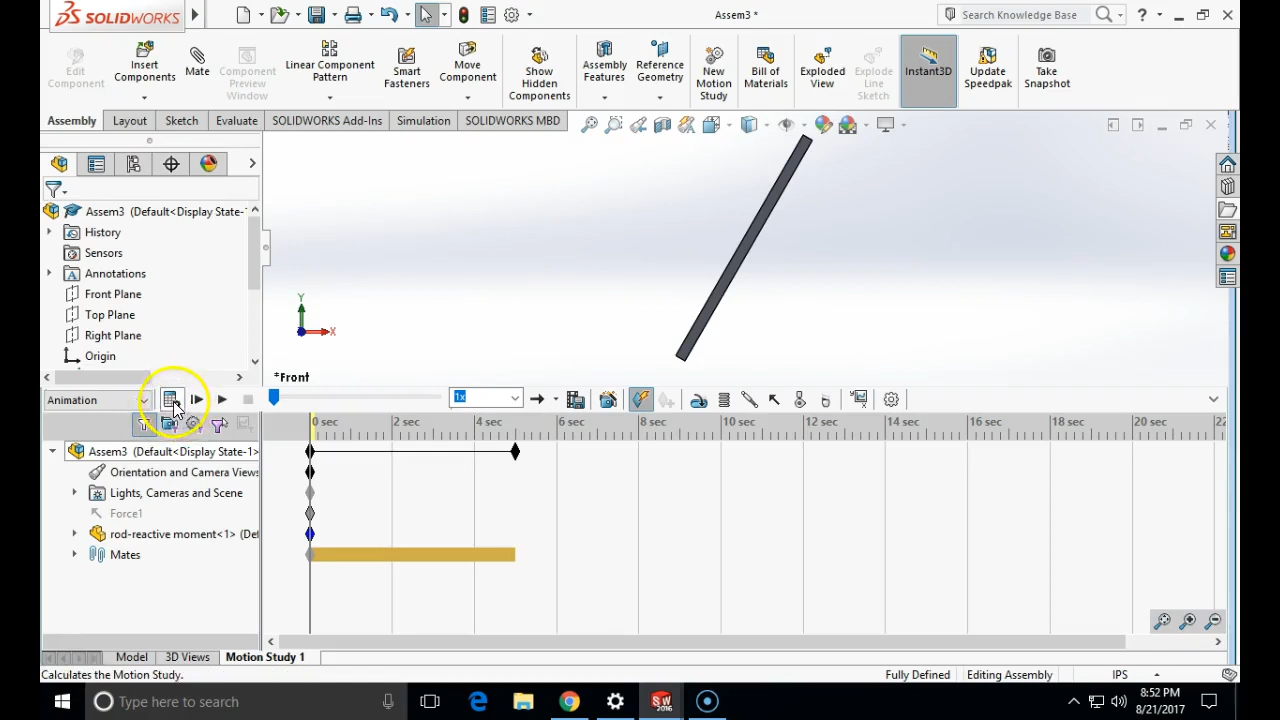 SOLIDWORKS
Assem3 *
Search Knowledge Base
?
Edit Component
Insert Components
Mate
Component Preview Window
Linear Component Pattern
Smart Fasteners
Move Component
Show Hidden Components
Assembly Features
Reference Geometry
New Motion Study
Bill of Materials
Exploded View
Explode Line Sketch
Instant3D
Update Speedpak
Take Snapshot
Assembly Layout Sketch Evaluate SOLIDWORKS Add-Ins Simulation SOLIDWORKS MBD
Assem3 (Default<Display State-
History
Sensors
Annotations
Front Plane
Top Plane
Right Plane
Origin
Y
X
*Front
Animation
1x
0 sec 2 sec 4 sec 6 sec 8 sec 10 sec 12 sec 14 sec 16 sec 18 sec 20 sec 22
Assem3 (Default<Display State-1>
Orientation and Camera Views
Lights, Cameras and Scene
Force1
rod-reactive moment<1> (De
Mates
Model 3D Views Motion Study 1
Calculates the Motion Study. Fully Defined Editing Assembly IPS
Type here to search
SW
2016
8:52 PM
8/21/2017